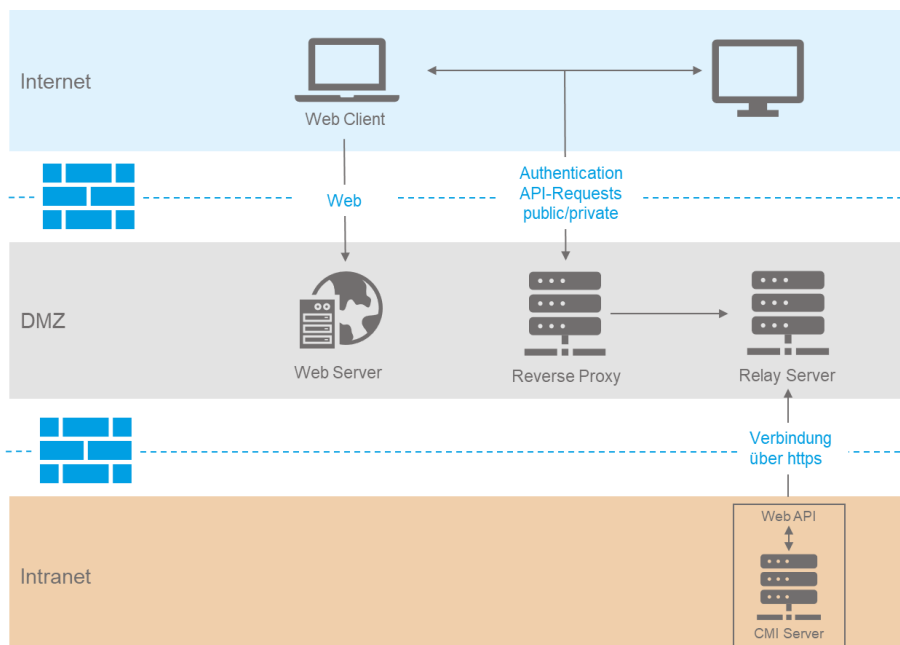 Internet
Web Client
Web
Authentication
API-Requests
public/private
DMZ
Web Server
Reverse Proxy
Relay Server
Verbindung
über https
Intranet
Web API
CMI Server